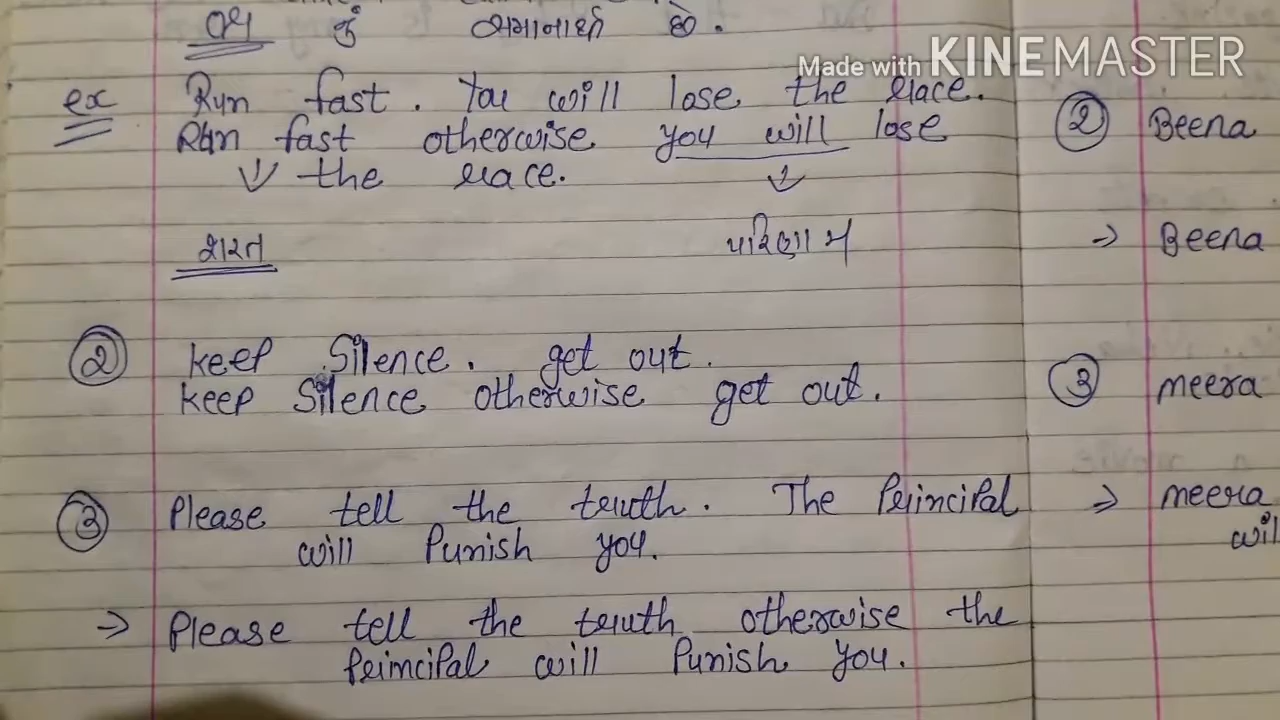 શું સમાનાર્થી છે.
Made with KINEMASTER
ex Run fast. You will lose the race.
Run fast otherwise you will lose
the race.
શરત પરિણામ
② keep Silence. get out.
keep Silence otherwise get out.
③ Please tell the truth. The Principal
will Punish you.
⇒ Please tell the truth otherwise the
Principal will Punish you.
② Beena
⇒ Beena
③ meera
⇒ meera